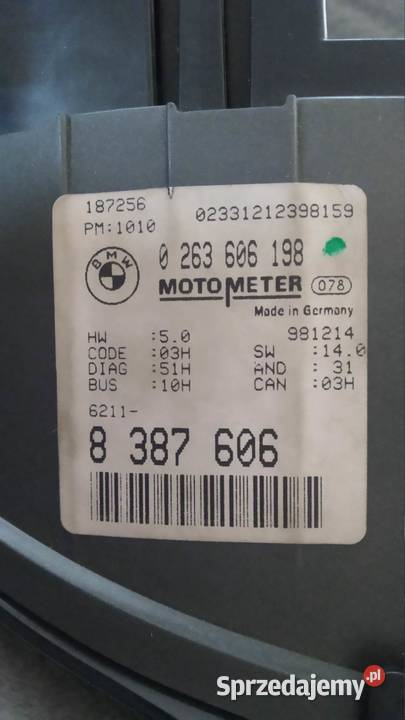 187256 02331212398159
PM:1010
BMW 0 263 606 198
MOTOMETER 078
Made in Germany
HW :5.0 981214
CODE :03H SW :14.0
DIAG :51H AND : 31
BUS :10H CAN :03H
6211-
8 387 606
Sprzedajemy.pl